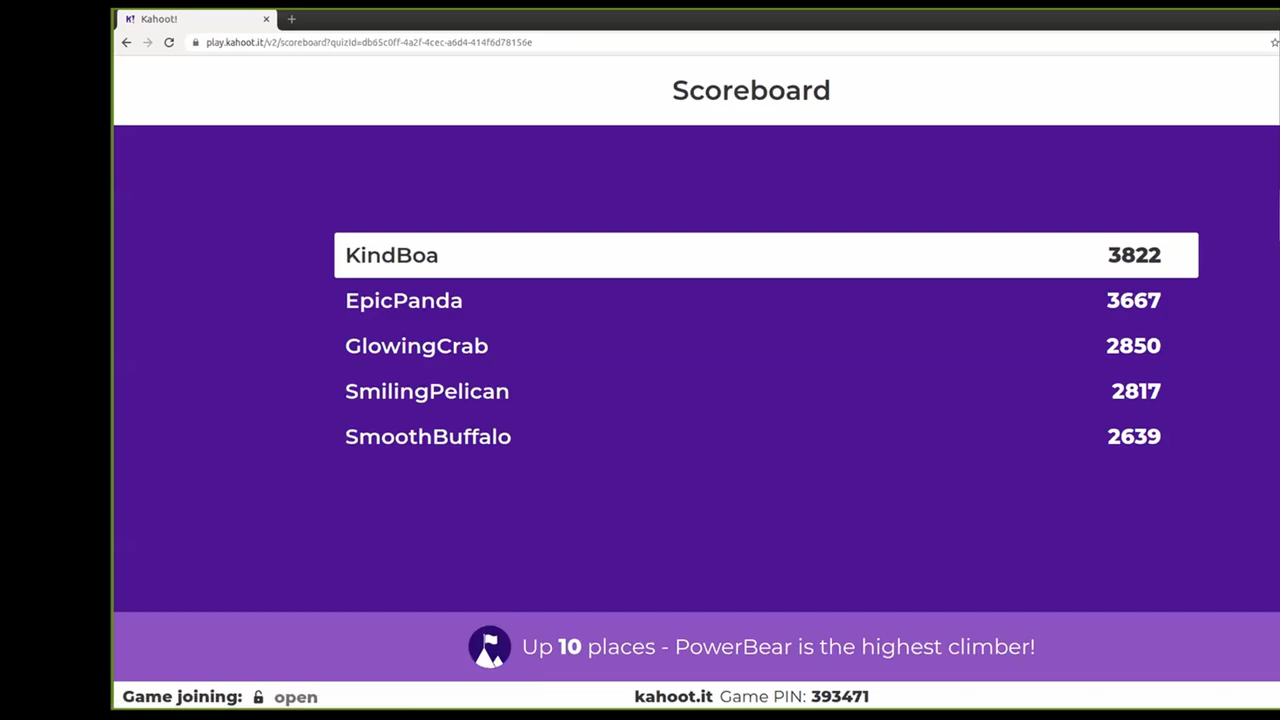 K! Kahoot!
play.kahoot.it/v2/scoreboard?quizId=db65c0ff-4a2f-4cec-a6d4-414f6d78156e
Scoreboard
KindBoa 3822
EpicPanda 3667
GlowingCrab 2850
SmilingPelican 2817
SmoothBuffalo 2639
Up 10 places - PowerBear is the highest climber!
Game joining: open kahoot.it Game PIN: 393471